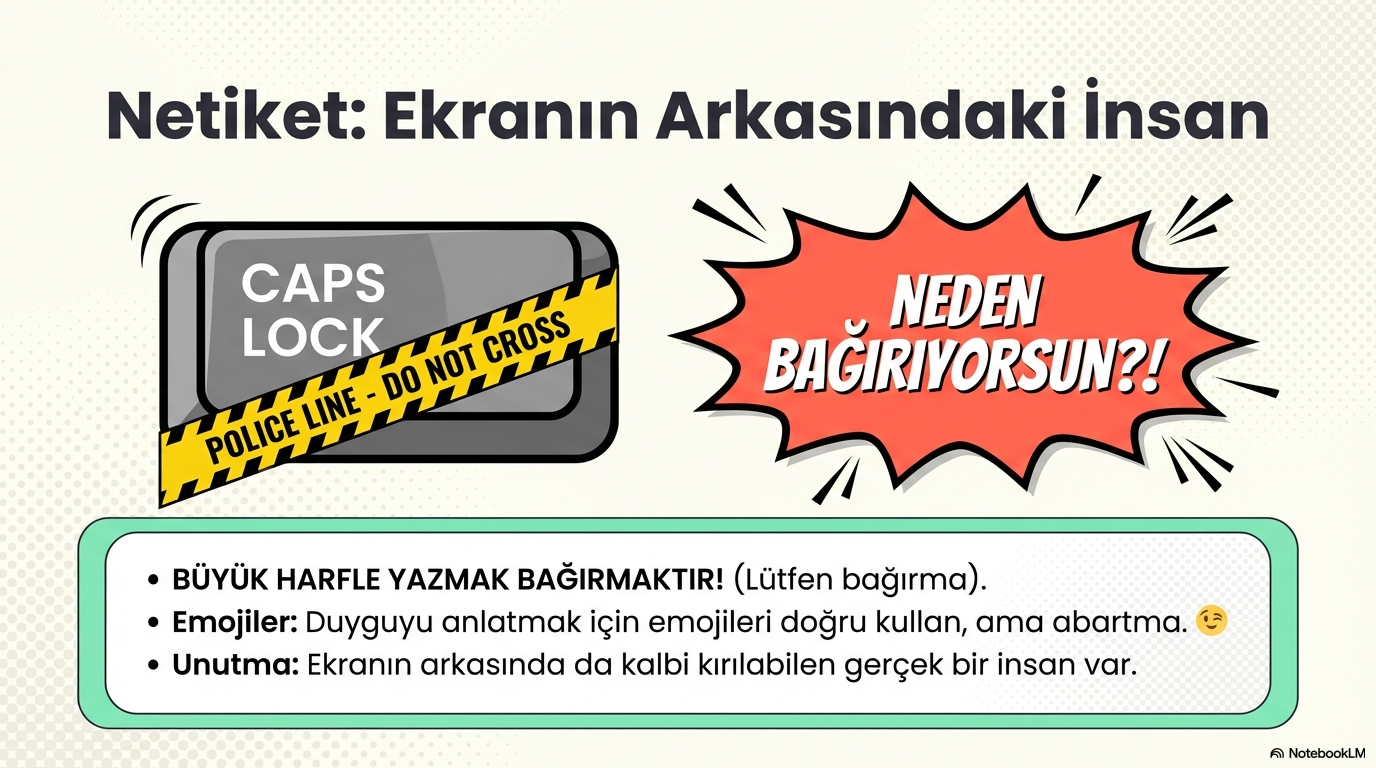 Netiket: Ekranın Arkasındaki İnsan
CAPS
LOCK
POLICE LINE - DO NOT CROSS
NEDEN
BAĞIRIYORSUN?!
• BÜYÜK HARFLE YAZMAK BAĞIRMAKTIR! (Lütfen bağırma).
• Emojiler: Duyguyu anlatmak için emojileri doğru kullan, ama abartma. 😉
• Unutma: Ekranın arkasında da kalbi kırılabilen gerçek bir insan var.
NotebookLM